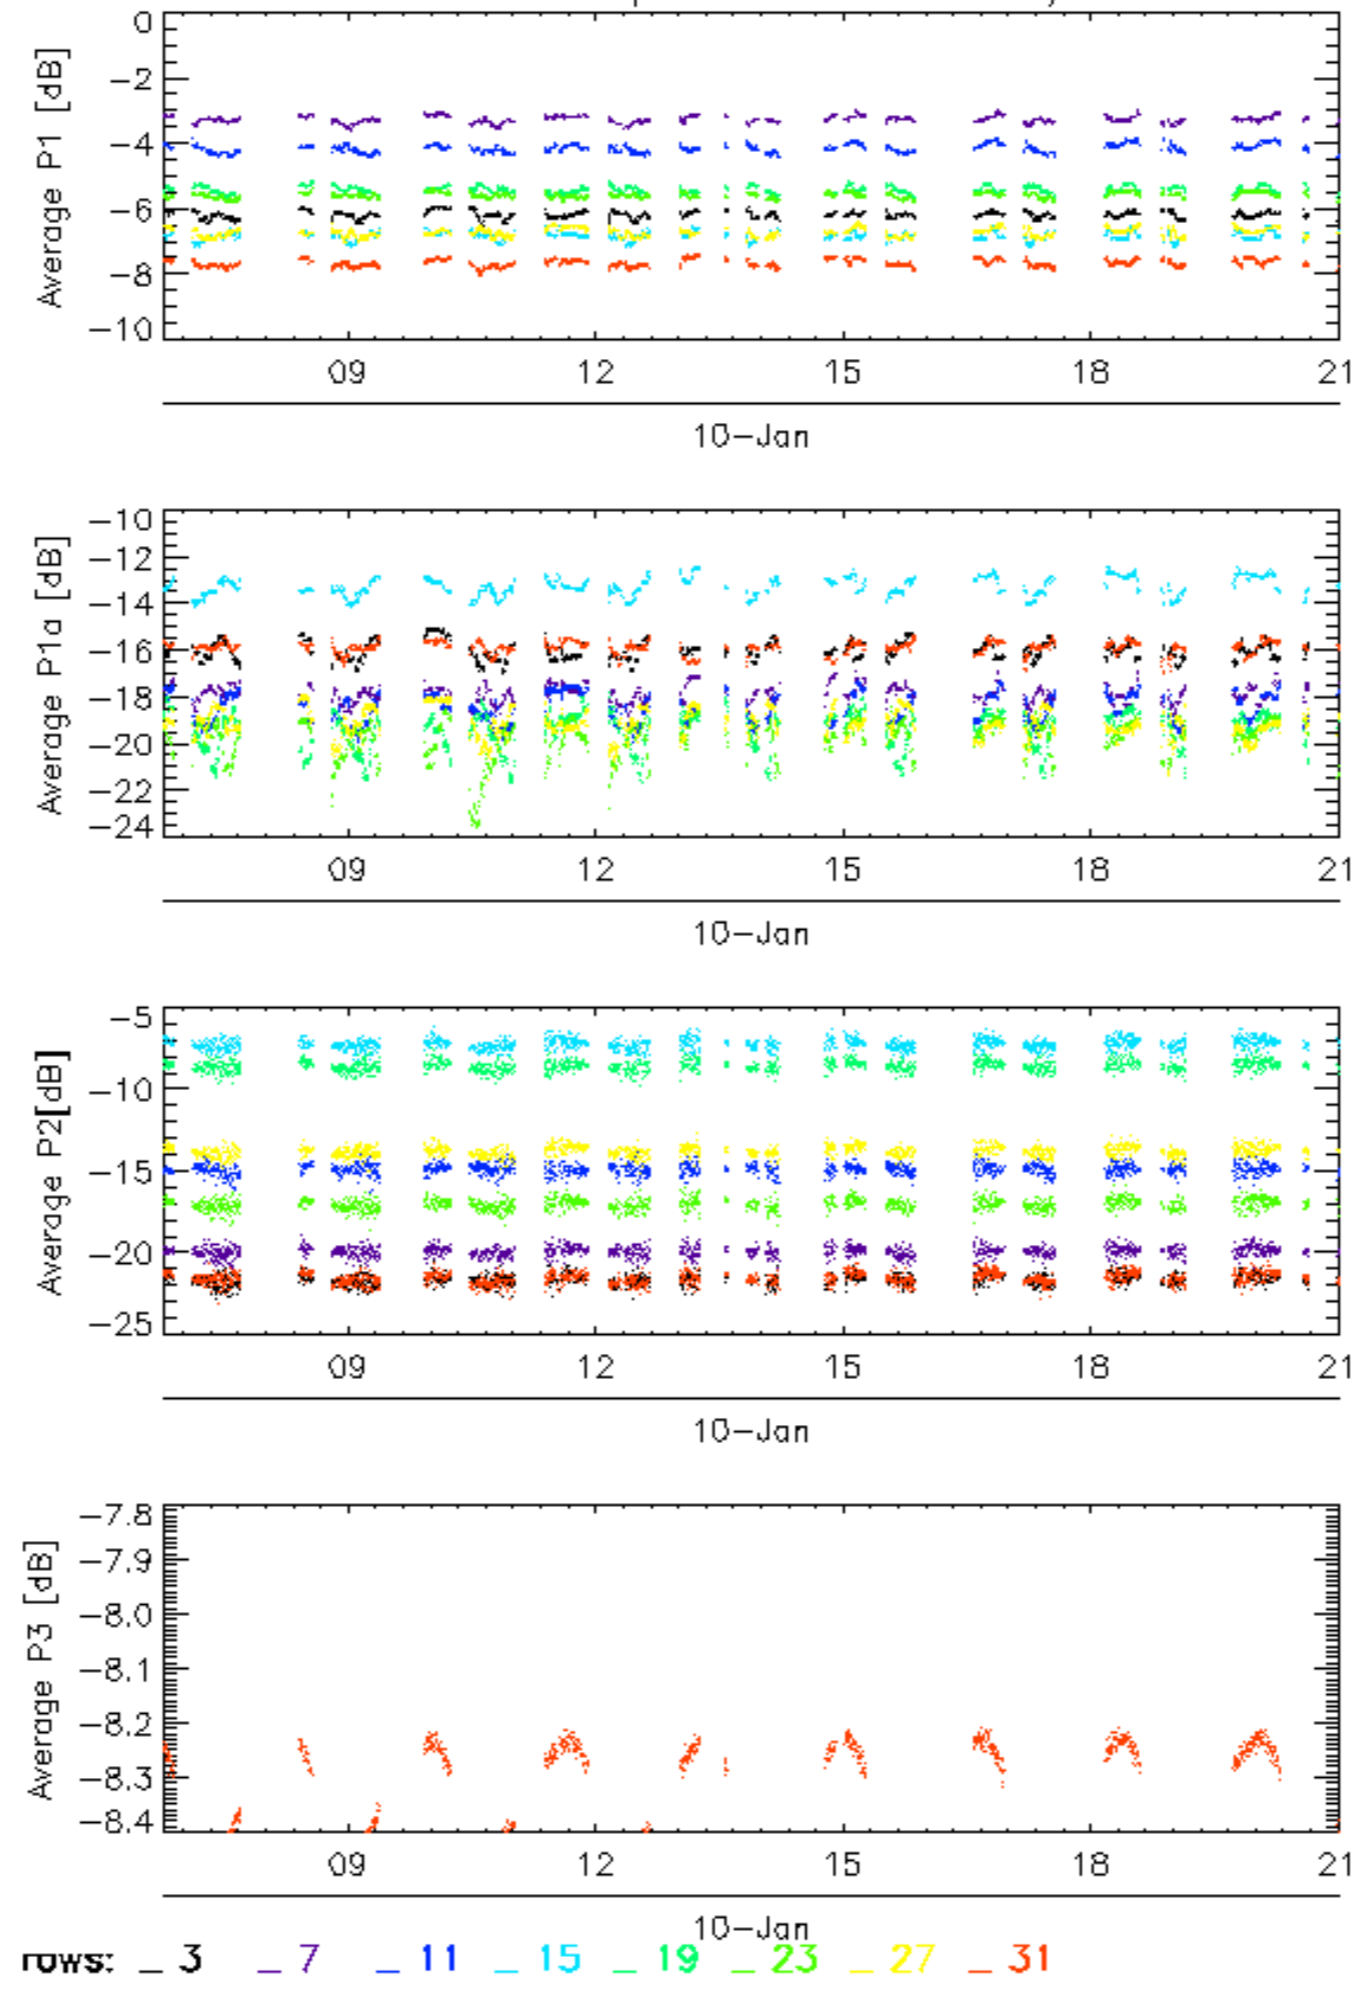 0
−2
−4
−6
−8
−10
Average P1 [dB]
09 12 15 18 21
10−Jan
−10
−12
−14
−16
−18
−20
−22
−24
Average P1a [dB]
09 12 15 18 21
10−Jan
−5
−10
−15
−20
−25
Average P2[dB]
09 12 15 18 21
10−Jan
−7.8
−7.9
−8.0
−8.1
−8.2
−8.3
−8.4
Average P3 [dB]
09 12 15 18 21
10−Jan
rows: _ 3 _ 7 _ 11 _ 15 _ 19 _ 23 _ 27 _ 31